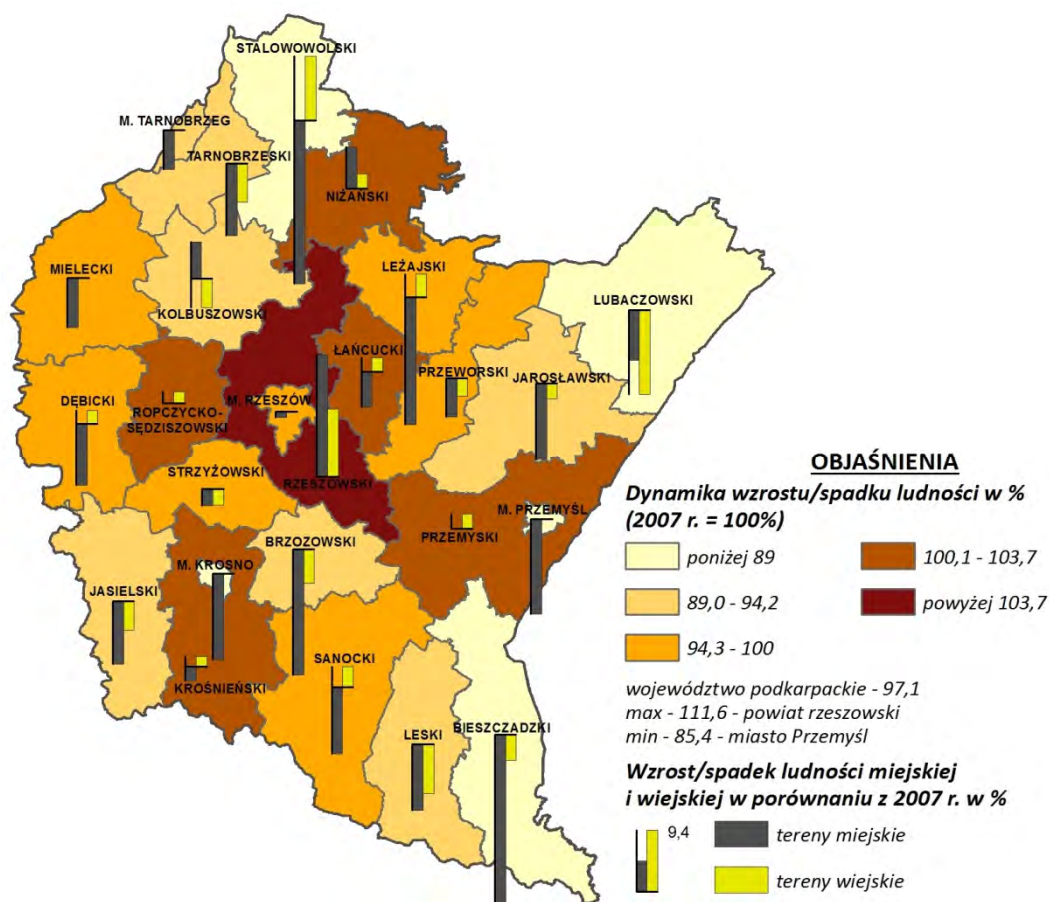 STALOWOWOLSKI
M. TARNOBRZEG
TARNOBRZESKI
NIŻAŃSKI
MIELECKI
LEŻAJSKI
LUBACZOWSKI
KOLBUSZOWSKI
ŁAŃCUCKI
PRZEWORSKI
JAROSŁAWSKI
DĘBICKI
ROPCZYCKO-
SĘDZISZOWSKI
M. RZESZÓW
STRZYŻOWSKI
RZESZOWSKI
M. PRZEMYŚL
PRZEMYSKI
BRZOZOWSKI
M. KROSNO
JASIELSKI
KROŚNIEŃSKI
SANOCKI
LESKI
BIESZCZADZKI
OBJAŚNIENIA
Dynamika wzrostu/spadku ludności w %
(2007 r. = 100%)
poniżej 89
100,1 - 103,7
89,0 - 94,2
powyżej 103,7
94,3 - 100
województwo podkarpackie - 97,1
max - 111,6 - powiat rzeszowski
min - 85,4 - miasto Przemyśl
Wzrost/spadek ludności miejskiej
i wiejskiej w porównaniu z 2007 r. w %
9,4
tereny miejskie
tereny wiejskie